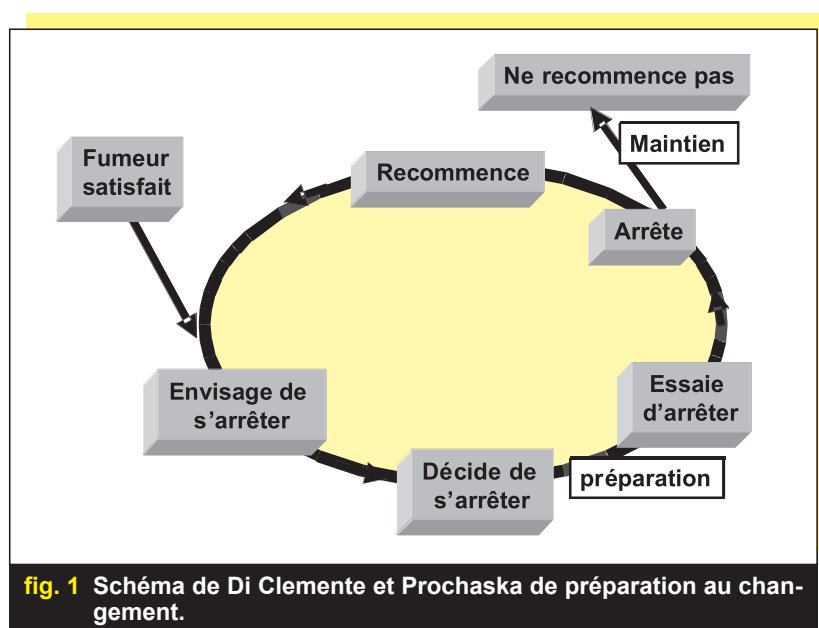 Ne recommence pas
Maintien
Fumeur
satisfait
Recommence
Arrête
Envisage de
s'arrêter
Essaie
d'arrêter
Décide de
s'arrêter
préparation
fig. 1 Schéma de Di Clemente et Prochaska de préparation au chan-
gement.